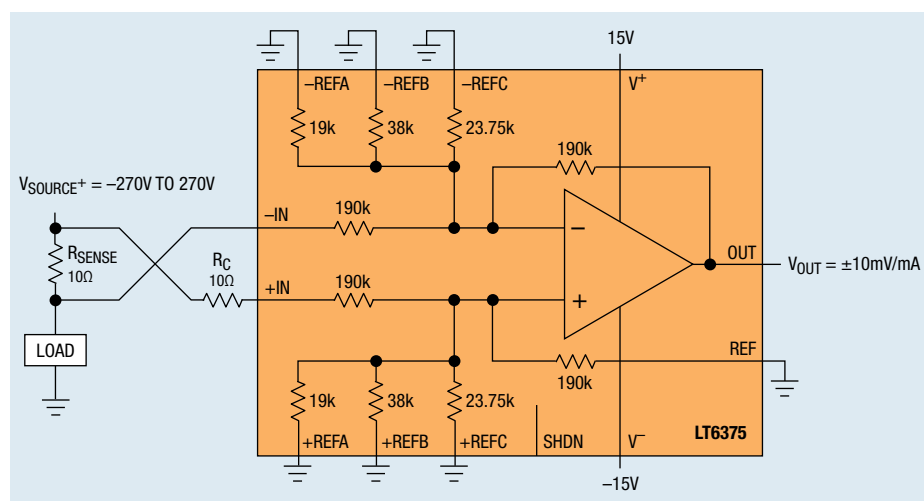 15V
–REFA
–REFB
–REFC
V+
19k
38k
23.75k
190k
VSOURCE+ = –270V TO 270V
–IN
190k
–
RSENSE
10Ω
RC
10Ω
OUT
VOUT = ±10mV/mA
+IN
190k
+
LOAD
REF
190k
19k
38k
23.75k
LT6375
+REFA
+REFB
+REFC
SHDN
V–
–15V